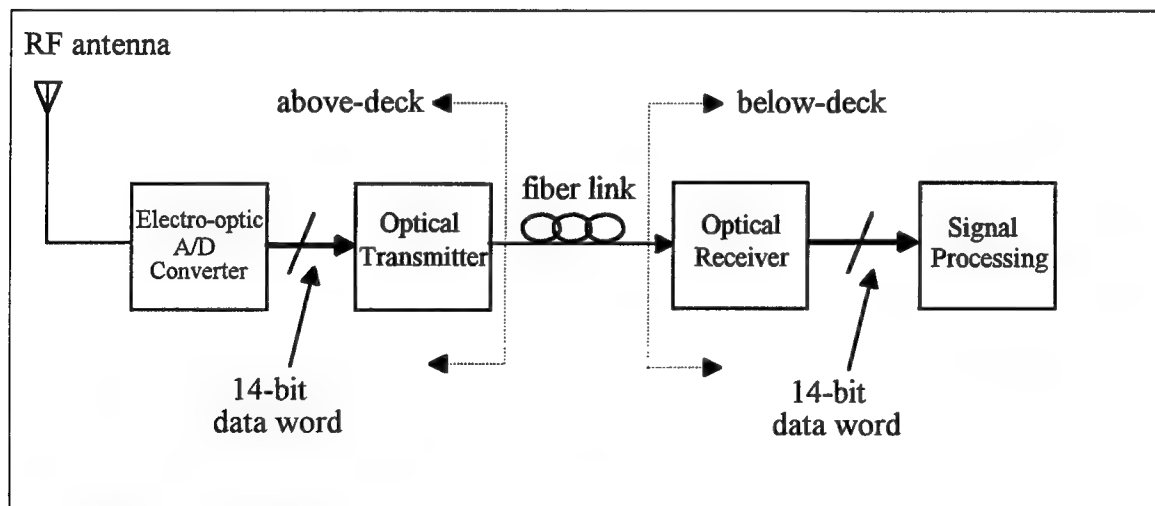 RF antenna
above-deck
below-deck
fiber link
Electro-optic
A/D
Converter
Optical
Transmitter
Optical
Receiver
Signal
Processing
14-bit
data word
14-bit
data word